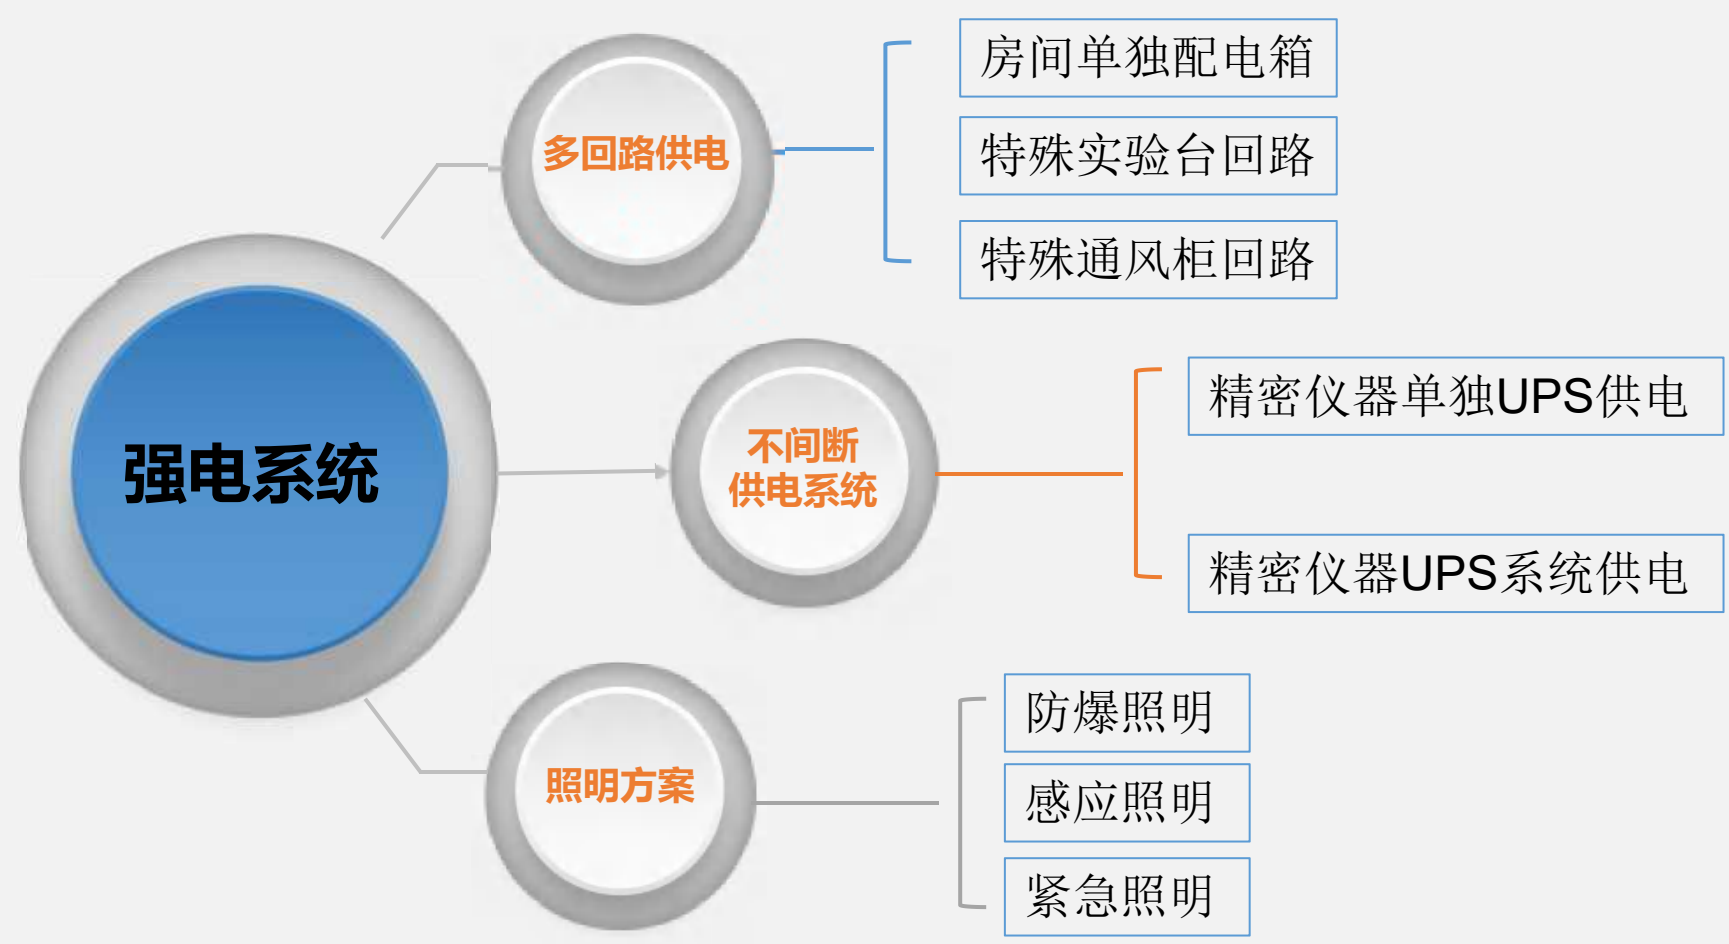 强电系统
多回路供电
房间单独配电箱
特殊实验台回路
特殊通风柜回路
不间断
供电系统
精密仪器单独UPS供电
精密仪器UPS系统供电
照明方案
防爆照明
感应照明
紧急照明